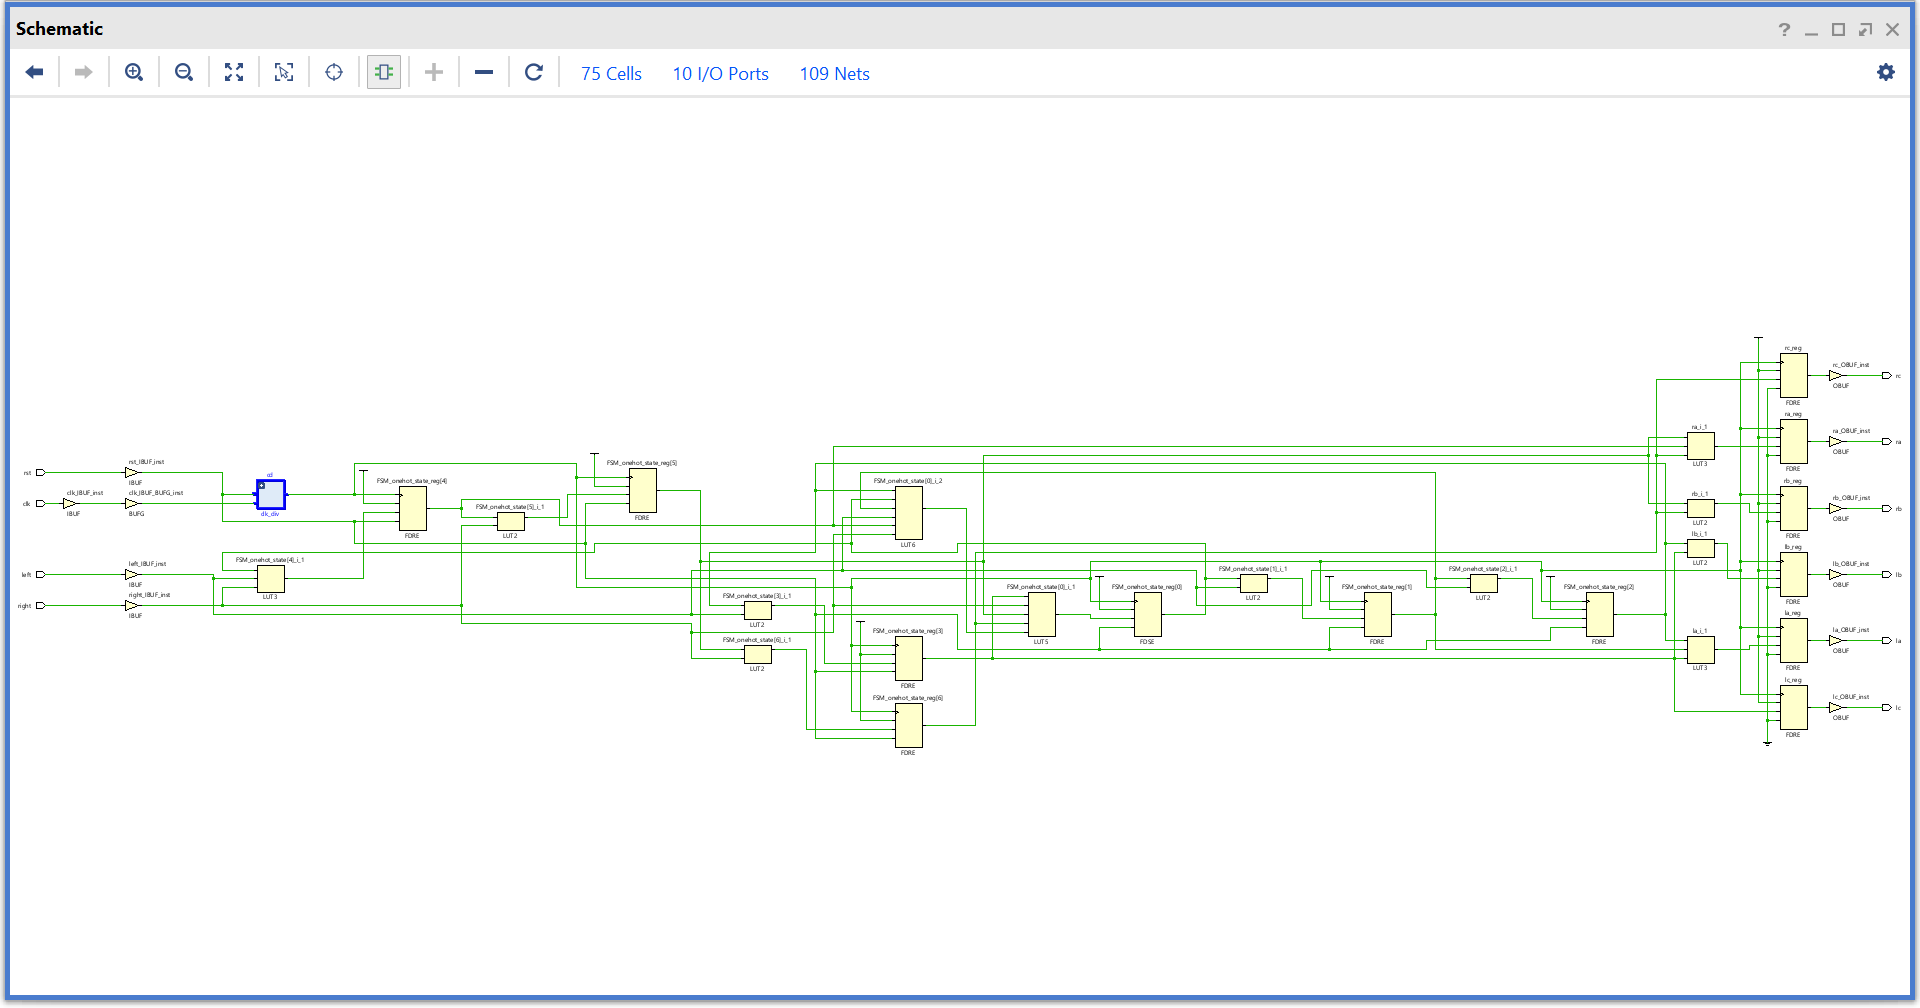 Schematic
75 Cells 10 I/O Ports 109 Nets
rc_reg
rc_OBUF_inst
rc
OBUF
FDRE
ra_reg
ra_i_1
ra_OBUF_inst
ra
OBUF
LUT3
FDRE
rst_IBUF_inst
rst
IBUF
cd
clk_div
clk_IBUF_inst
clk_IBUF_BUFG_inst
clk
IBUF
BUFG
FSM_onehot_state_reg[4]
FDRE
FSM_onehot_state[5]_i_1
LUT2
FSM_onehot_state_reg[5]
FDRE
FSM_onehot_state[0]_i_2
LUT6
rb_reg
rb_i_1
rb_OBUF_inst
rb
OBUF
LUT2
FDRE
lb_i_1
LUT2
lb_reg
lb_OBUF_inst
lb
OBUF
FDRE
left_IBUF_inst
left
IBUF
FSM_onehot_state[4]_i_1
LUT3
right_IBUF_inst
right
IBUF
FSM_onehot_state[3]_i_1
LUT2
FSM_onehot_state[6]_i_1
LUT2
FSM_onehot_state_reg[3]
FDRE
FSM_onehot_state_reg[6]
FDRE
FSM_onehot_state[0]_i_1
LUT5
FSM_onehot_state_reg[0]
FDSE
FSM_onehot_state[1]_i_1
LUT2
FSM_onehot_state_reg[1]
FDRE
FSM_onehot_state[2]_i_1
LUT2
FSM_onehot_state_reg[2]
FDRE
la_reg
la_i_1
la_OBUF_inst
la
OBUF
LUT3
FDRE
lc_reg
lc_OBUF_inst
lc
OBUF
FDRE